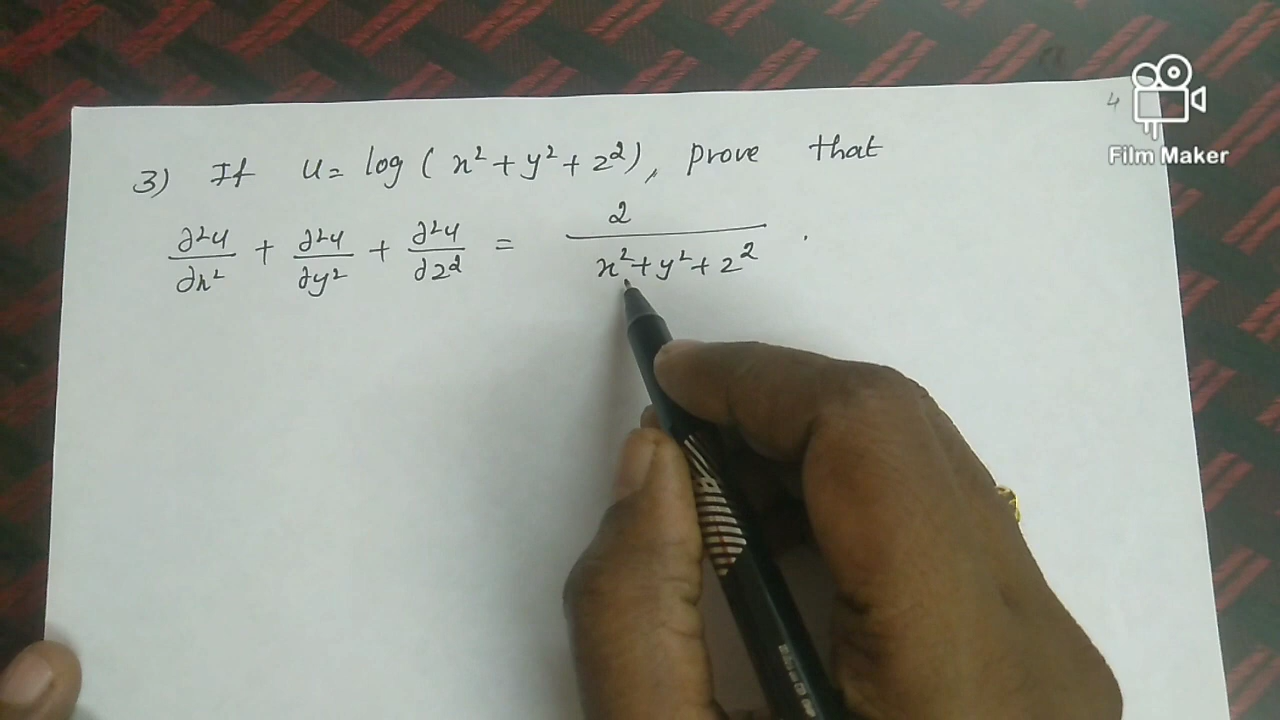 4
Film Maker
3) If u = log (x² + y² + z²), prove that
∂²u/∂x² + ∂²u/∂y² + ∂²u/∂z² = 2/(x² + y² + z²).